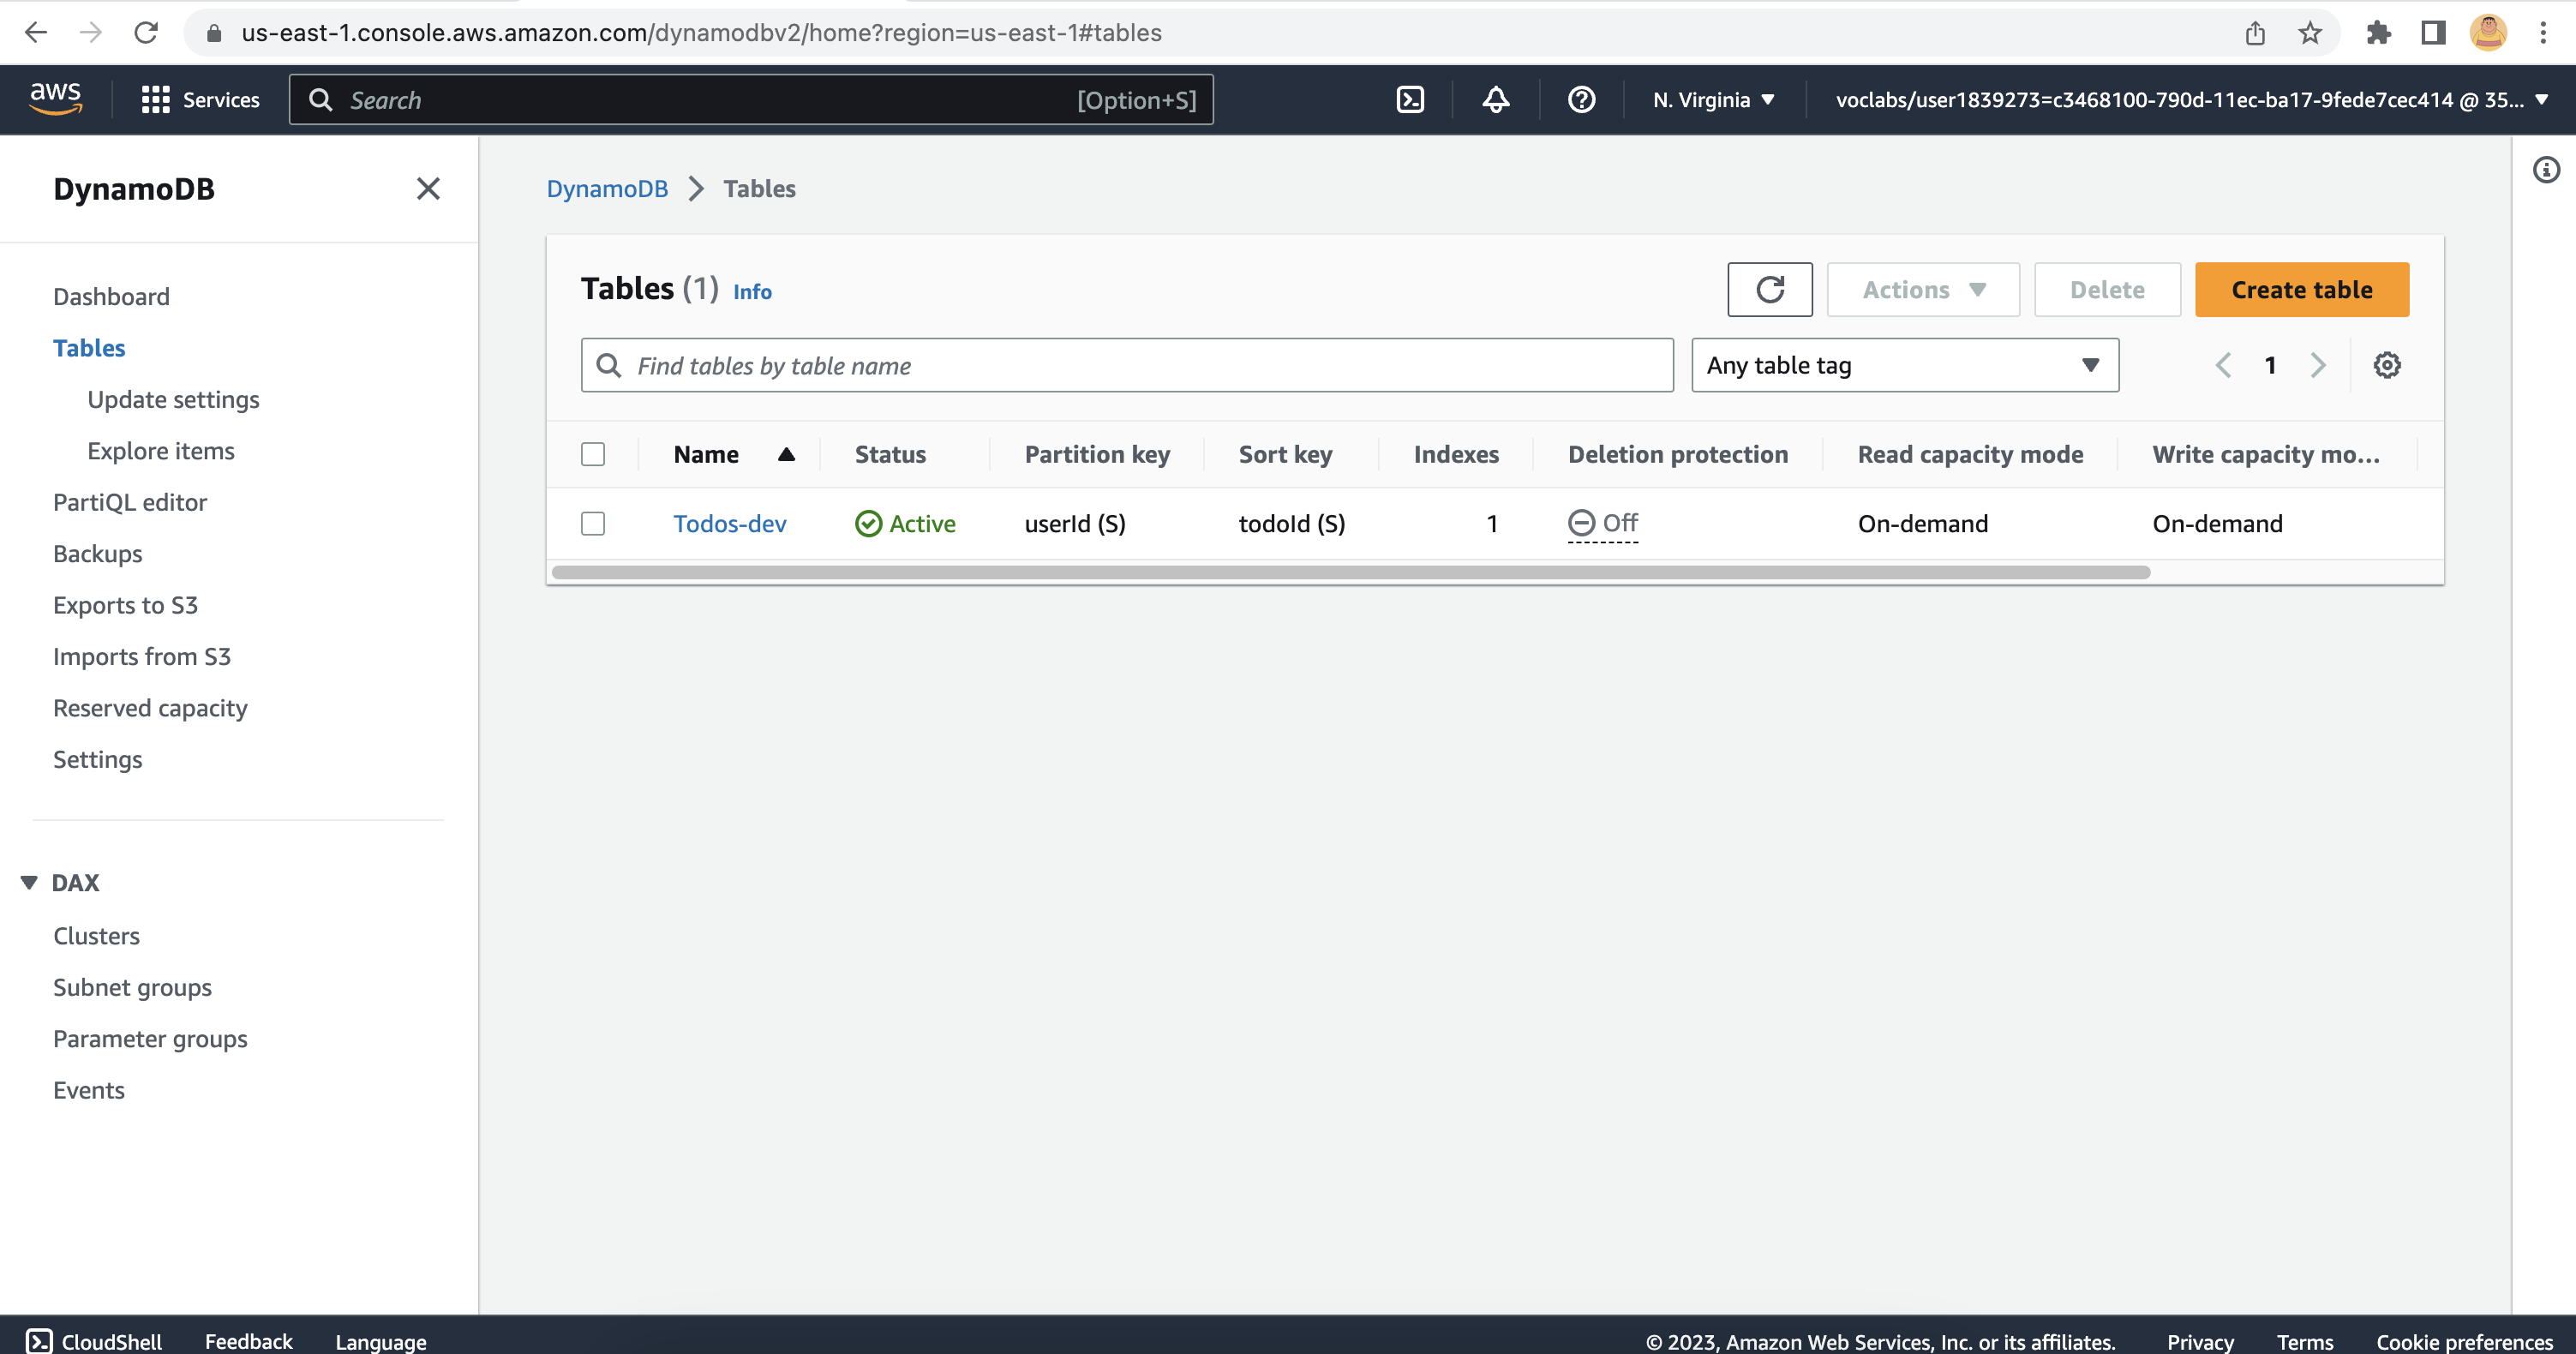 us-east-1.console.aws.amazon.com/dynamodbv2/home?region=us-east-1#tables
aws Services Search [Option+S] N. Virginia voclabs/user1839273=c3468100-790d-11ec-ba17-9fede7cec414 @ 35...
DynamoDB
Dashboard
Tables
Update settings
Explore items
PartiQL editor
Backups
Exports to S3
Imports from S3
Reserved capacity
Settings
DAX
Clusters
Subnet groups
Parameter groups
Events
DynamoDB Tables
Tables (1) Info Actions Delete Create table
Find tables by table name Any table tag 1
Name Status Partition key Sort key Indexes Deletion protection Read capacity mode Write capacity mo...
Todos-dev Active userId (S) todoId (S) 1 Off On-demand On-demand
CloudShell Feedback Language © 2023, Amazon Web Services, Inc. or its affiliates. Privacy Terms Cookie preferences